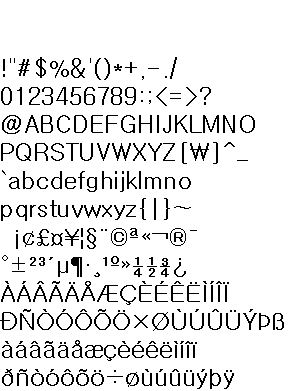 !"#$%&'()*+,-./
0123456789:;<=>?
@ABCDEFGHIJKLMNO
PQRSTUVWXYZ[₩]^_
`abcdefghijklmno
pqrstuvwxyz{|}~
¡¢£¤¥¦§¨©ª«¬­®¯
°±²³´µ¶·¸¹º»¼½¾¿
ÀÁÂÃÄÅÆÇÈÉÊËÌÍÎÏ
ÐÑÒÓÔÕÖ×ØÙÚÛÜÝÞß
àáâãäåæçèéêëìíîï
ðñòóôõö÷øùúûüýþÿ